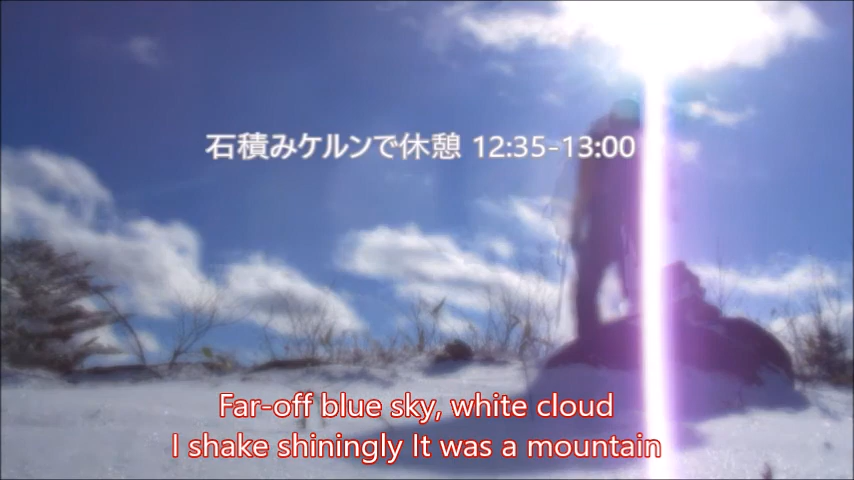 石積みケルンで休憩 12:35-13:00
Far-off blue sky, white cloud
I shake shiningly It was a mountain